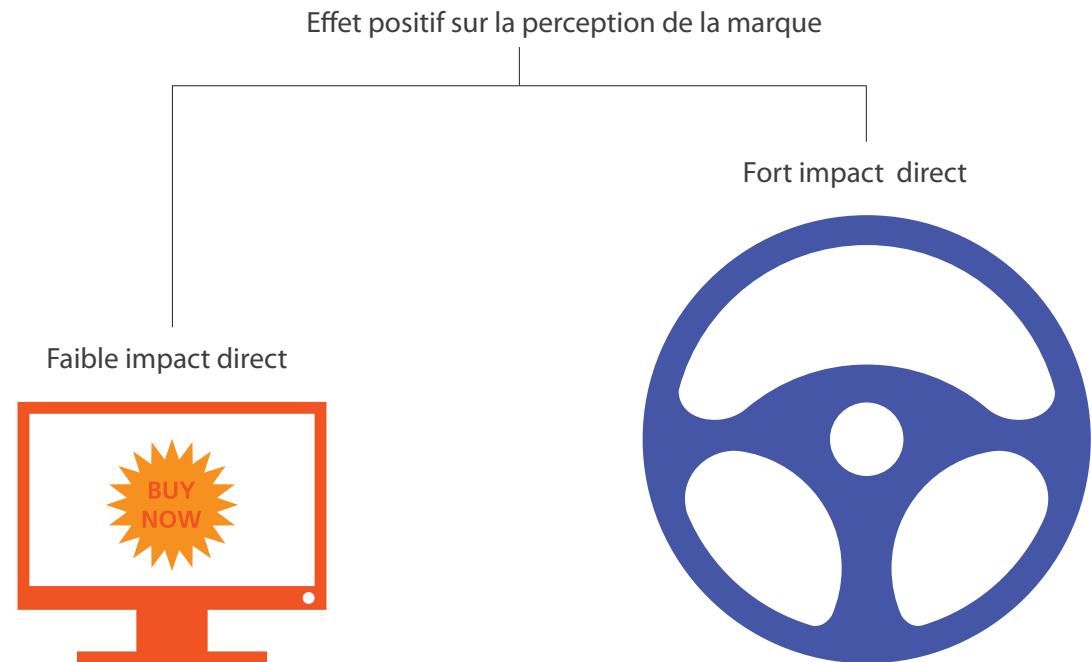 Effet positif sur la perception de la marque
Fort impact direct
Faible impact direct
BUY
NOW